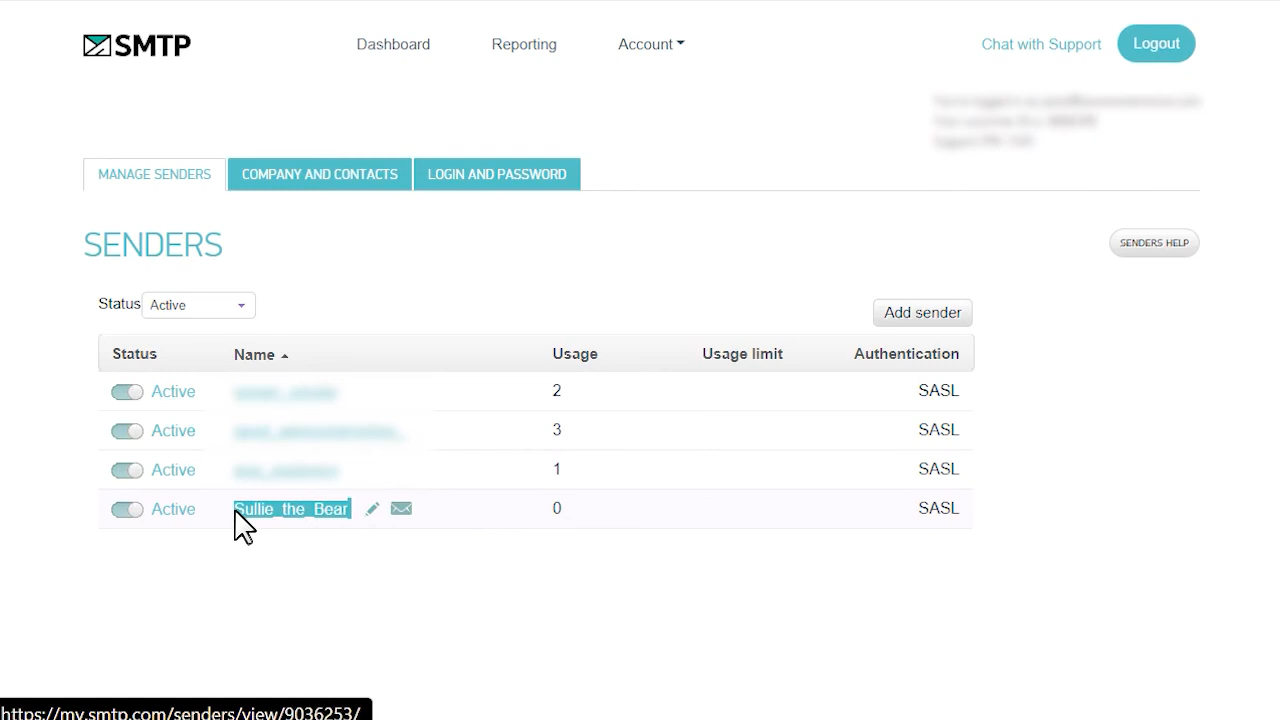 SMTP
Dashboard Reporting Account Chat with Support Logout
MANAGE SENDERS COMPANY AND CONTACTS LOGIN AND PASSWORD
SENDERS
SENDERS HELP
Status Active
Add sender
Status Name Usage Usage limit Authentication
Active 2 SASL
Active 3 SASL
Active 1 SASL
Active Sullie_the_Bear 0 SASL
https://my.smtp.com/senders/view/9036253/